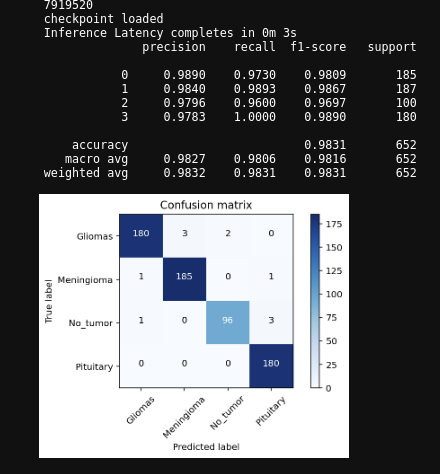 7919520
checkpoint loaded
Inference Latency completes in 0m 3s
precision recall f1-score support
0 0.9890 0.9730 0.9809 185
1 0.9840 0.9893 0.9867 187
2 0.9796 0.9600 0.9697 100
3 0.9783 1.0000 0.9890 180
accuracy 0.9831 652
macro avg 0.9827 0.9806 0.9816 652
weighted avg 0.9832 0.9831 0.9831 652
Confusion matrix
Gliomas 180 3 2 0
Meningioma 1 185 0 1
No_tumor 1 0 96 3
Pituitary 0 0 0 180
Gliomas Meningioma No_tumor Pituitary
True label
Predicted label
175
150
125
100
75
50
25
0